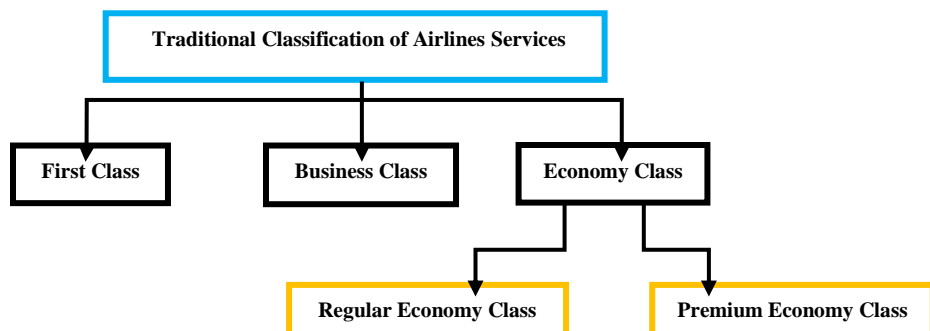 Traditional Classification of Airlines Services
First Class
Business Class
Economy Class
Regular Economy Class
Premium Economy Class